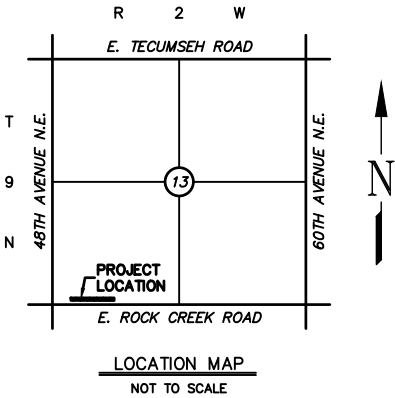 R 2 W
E. TECUMSEH ROAD
T
9
N
48TH AVENUE N.E.
60TH AVENUE N.E.
13
N
PROJECT
LOCATION
E. ROCK CREEK ROAD
LOCATION MAP
NOT TO SCALE